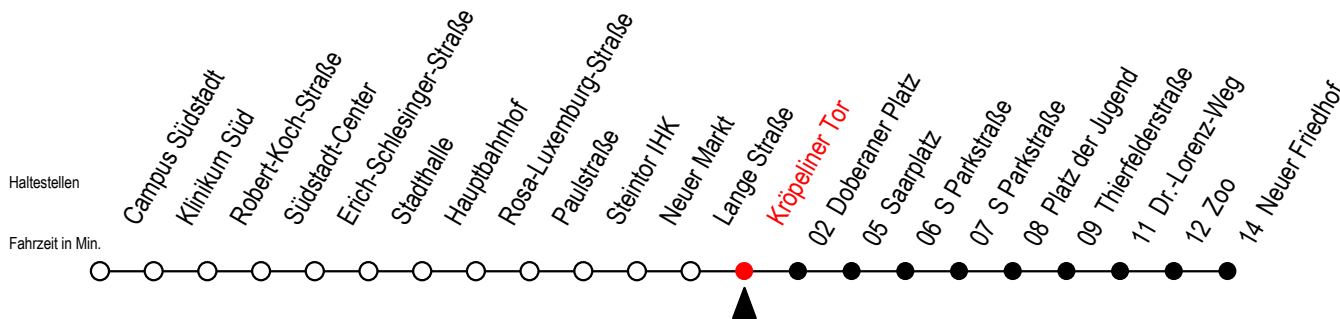 Haltestellen
Fahrzeit in Min.
Campus Südstadt
Klinikum Süd
Robert-Koch-Straße
Südstadt-Center
Erich-Schlesinger-Straße
Stadthalle
Hauptbahnhof
Rosa-Luxemburg-Straße
Paulstraße
Steintor IHK
Neuer Markt
Lange Straße
Kröpeliner Tor
02 Doberaner Platz
05 Saarplatz
06 S Parkstraße
07 S Parkstraße
08 Platz der Jugend
09 Thierfelderstraße
11 Dr.-Lorenz-Weg
12 Zoo
14 Neuer Friedhof